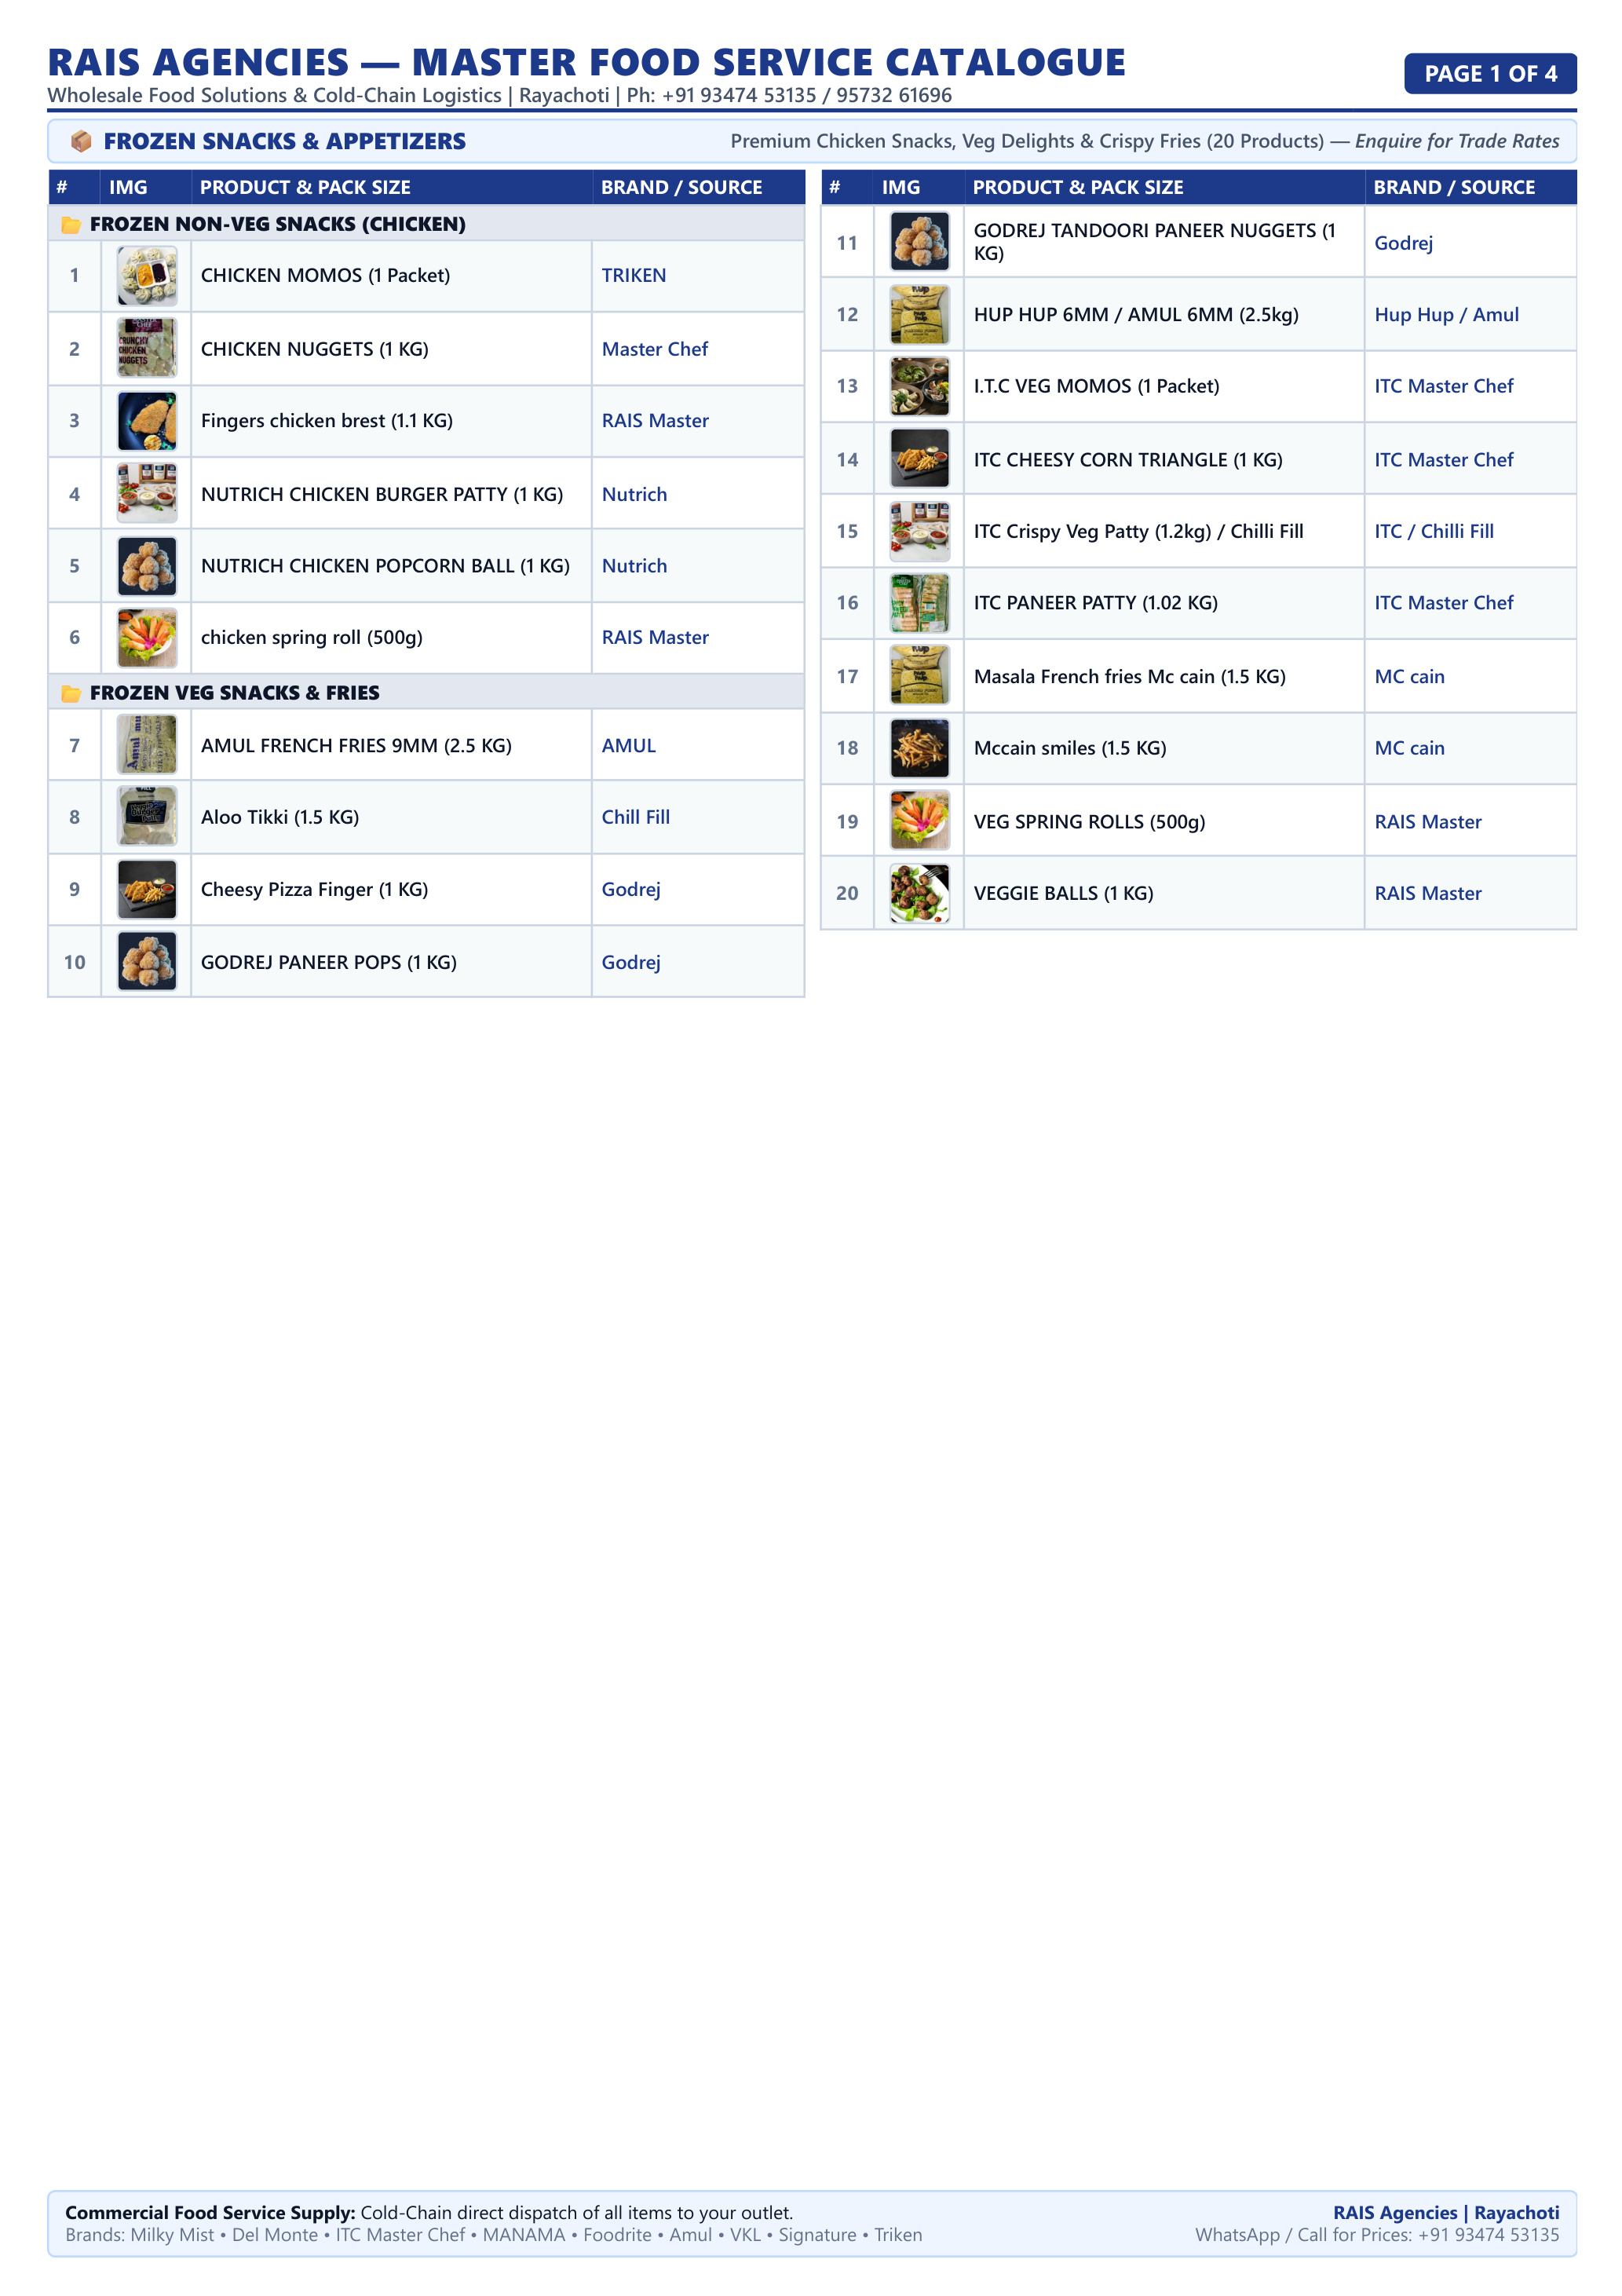 RAIS AGENCIES — MASTER FOOD SERVICE CATALOGUE
Wholesale Food Solutions & Cold-Chain Logistics | Rayachoti | Ph: +91 93474 53135 / 95732 61696
PAGE 1 OF 4
FROZEN SNACKS & APPETIZERS
Premium Chicken Snacks, Veg Delights & Crispy Fries (20 Products) — Enquire for Trade Rates
# IMG PRODUCT & PACK SIZE BRAND / SOURCE
FROZEN NON-VEG SNACKS (CHICKEN)
1 CHICKEN MOMOS (1 Packet) TRIKEN
2 CHICKEN NUGGETS (1 KG) Master Chef
3 Fingers chicken brest (1.1 KG) RAIS Master
4 NUTRICH CHICKEN BURGER PATTY (1 KG) Nutrich
5 NUTRICH CHICKEN POPCORN BALL (1 KG) Nutrich
6 chicken spring roll (500g) RAIS Master
FROZEN VEG SNACKS & FRIES
7 AMUL FRENCH FRIES 9MM (2.5 KG) AMUL
8 Aloo Tikki (1.5 KG) Chill Fill
9 Cheesy Pizza Finger (1 KG) Godrej
10 GODREJ PANEER POPS (1 KG) Godrej
# IMG PRODUCT & PACK SIZE BRAND / SOURCE
11 GODREJ TANDOORI PANEER NUGGETS (1
KG) Godrej
12 HUP HUP 6MM / AMUL 6MM (2.5kg) Hup Hup / Amul
13 I.T.C VEG MOMOS (1 Packet) ITC Master Chef
14 ITC CHEESY CORN TRIANGLE (1 KG) ITC Master Chef
15 ITC Crispy Veg Patty (1.2kg) / Chilli Fill ITC / Chilli Fill
16 ITC PANEER PATTY (1.02 KG) ITC Master Chef
17 Masala French fries Mc cain (1.5 KG) MC cain
18 Mccain smiles (1.5 KG) MC cain
19 VEG SPRING ROLLS (500g) RAIS Master
20 VEGGIE BALLS (1 KG) RAIS Master
Commercial Food Service Supply: Cold-Chain direct dispatch of all items to your outlet.
Brands: Milky Mist • Del Monte • ITC Master Chef • MANAMA • Foodrite • Amul • VKL • Signature • Triken
RAIS Agencies | Rayachoti
WhatsApp / Call for Prices: +91 93474 53135